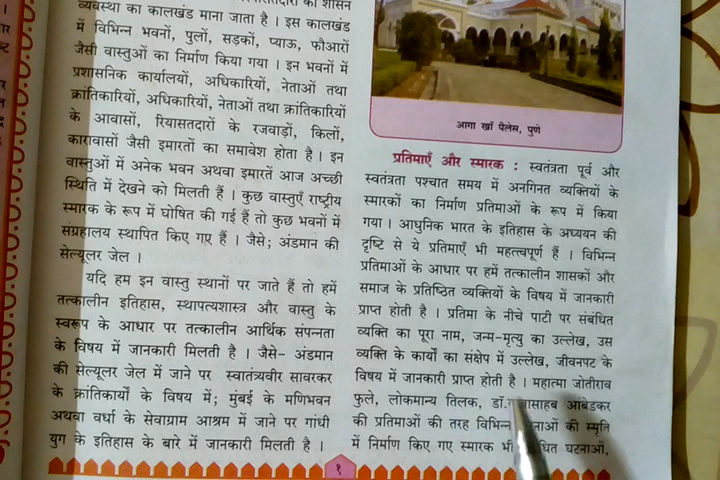 व्यवस्था का कालखंड माना जाता है । इस कालखंड
में विभिन्न भवनों, पुलों, सड़कों, प्याऊ, फौआरों
जैसी वास्तुओं का निर्माण किया गया । इन भवनों में
प्रशासनिक कार्यालयों, अधिकारियों, नेताओं तथा
क्रांतिकारियों, अधिकारियों, नेताओं तथा क्रांतिकारियों
के आवासों, रियासतदारों के रजवाड़ों, किलों,
कारावासों जैसी इमारतों का समावेश होता है । इन
वास्तुओं में अनेक भवन अथवा इमारतें आज अच्छी
स्थिति में देखने को मिलती हैं । कुछ वास्तुएँ राष्ट्रीय
स्मारक के रूप में घोषित की गई हैं तो कुछ भवनों में
संग्रहालय स्थापित किए गए हैं । जैसे; अंडमान की
सेल्यूलर जेल ।
यदि हम इन वास्तु स्थानों पर जाते हैं तो हमें
तत्कालीन इतिहास, स्थापत्यशास्त्र और वास्तु के
स्वरूप के आधार पर तत्कालीन आर्थिक संपन्नता
के विषय में जानकारी मिलती है । जैसे- अंडमान
की सेल्यूलर जेल में जाने पर स्वातंत्र्यवीर सावरकर
के क्रांतिकार्यों के विषय में; मुंबई के मणिभवन
अथवा वर्धा के सेवाग्राम आश्रम में जाने पर गांधी
युग के इतिहास के बारे में जानकारी मिलती है ।
आगा खाँ पैलेस, पुणे
प्रतिमाएँ और स्मारक : स्वतंत्रता पूर्व और
स्वतंत्रता पश्चात समय में अनगिनत व्यक्तियों के
स्मारकों का निर्माण प्रतिमाओं के रूप में किया
गया । आधुनिक भारत के इतिहास के अध्ययन की
दृष्टि से ये प्रतिमाएँ भी महत्त्वपूर्ण हैं । विभिन्न
प्रतिमाओं के आधार पर हमें तत्कालीन शासकों और
समाज के प्रतिष्ठित व्यक्तियों के विषय में जानकारी
प्राप्त होती है । प्रतिमा के नीचे पाटी पर संबंधित
व्यक्ति का पूरा नाम, जन्म-मृत्यु का उल्लेख, उस
व्यक्ति के कार्यों का संक्षेप में उल्लेख, जीवनपट के
विषय में जानकारी प्राप्त होती है । महात्मा जोतीराव
फुले, लोकमान्य तिलक, आंबेडकर
की प्रतिमाओं की तरह विभिन्न की स्मृति
में निर्माण किए गए स्मारक भी घटनाओं,
१